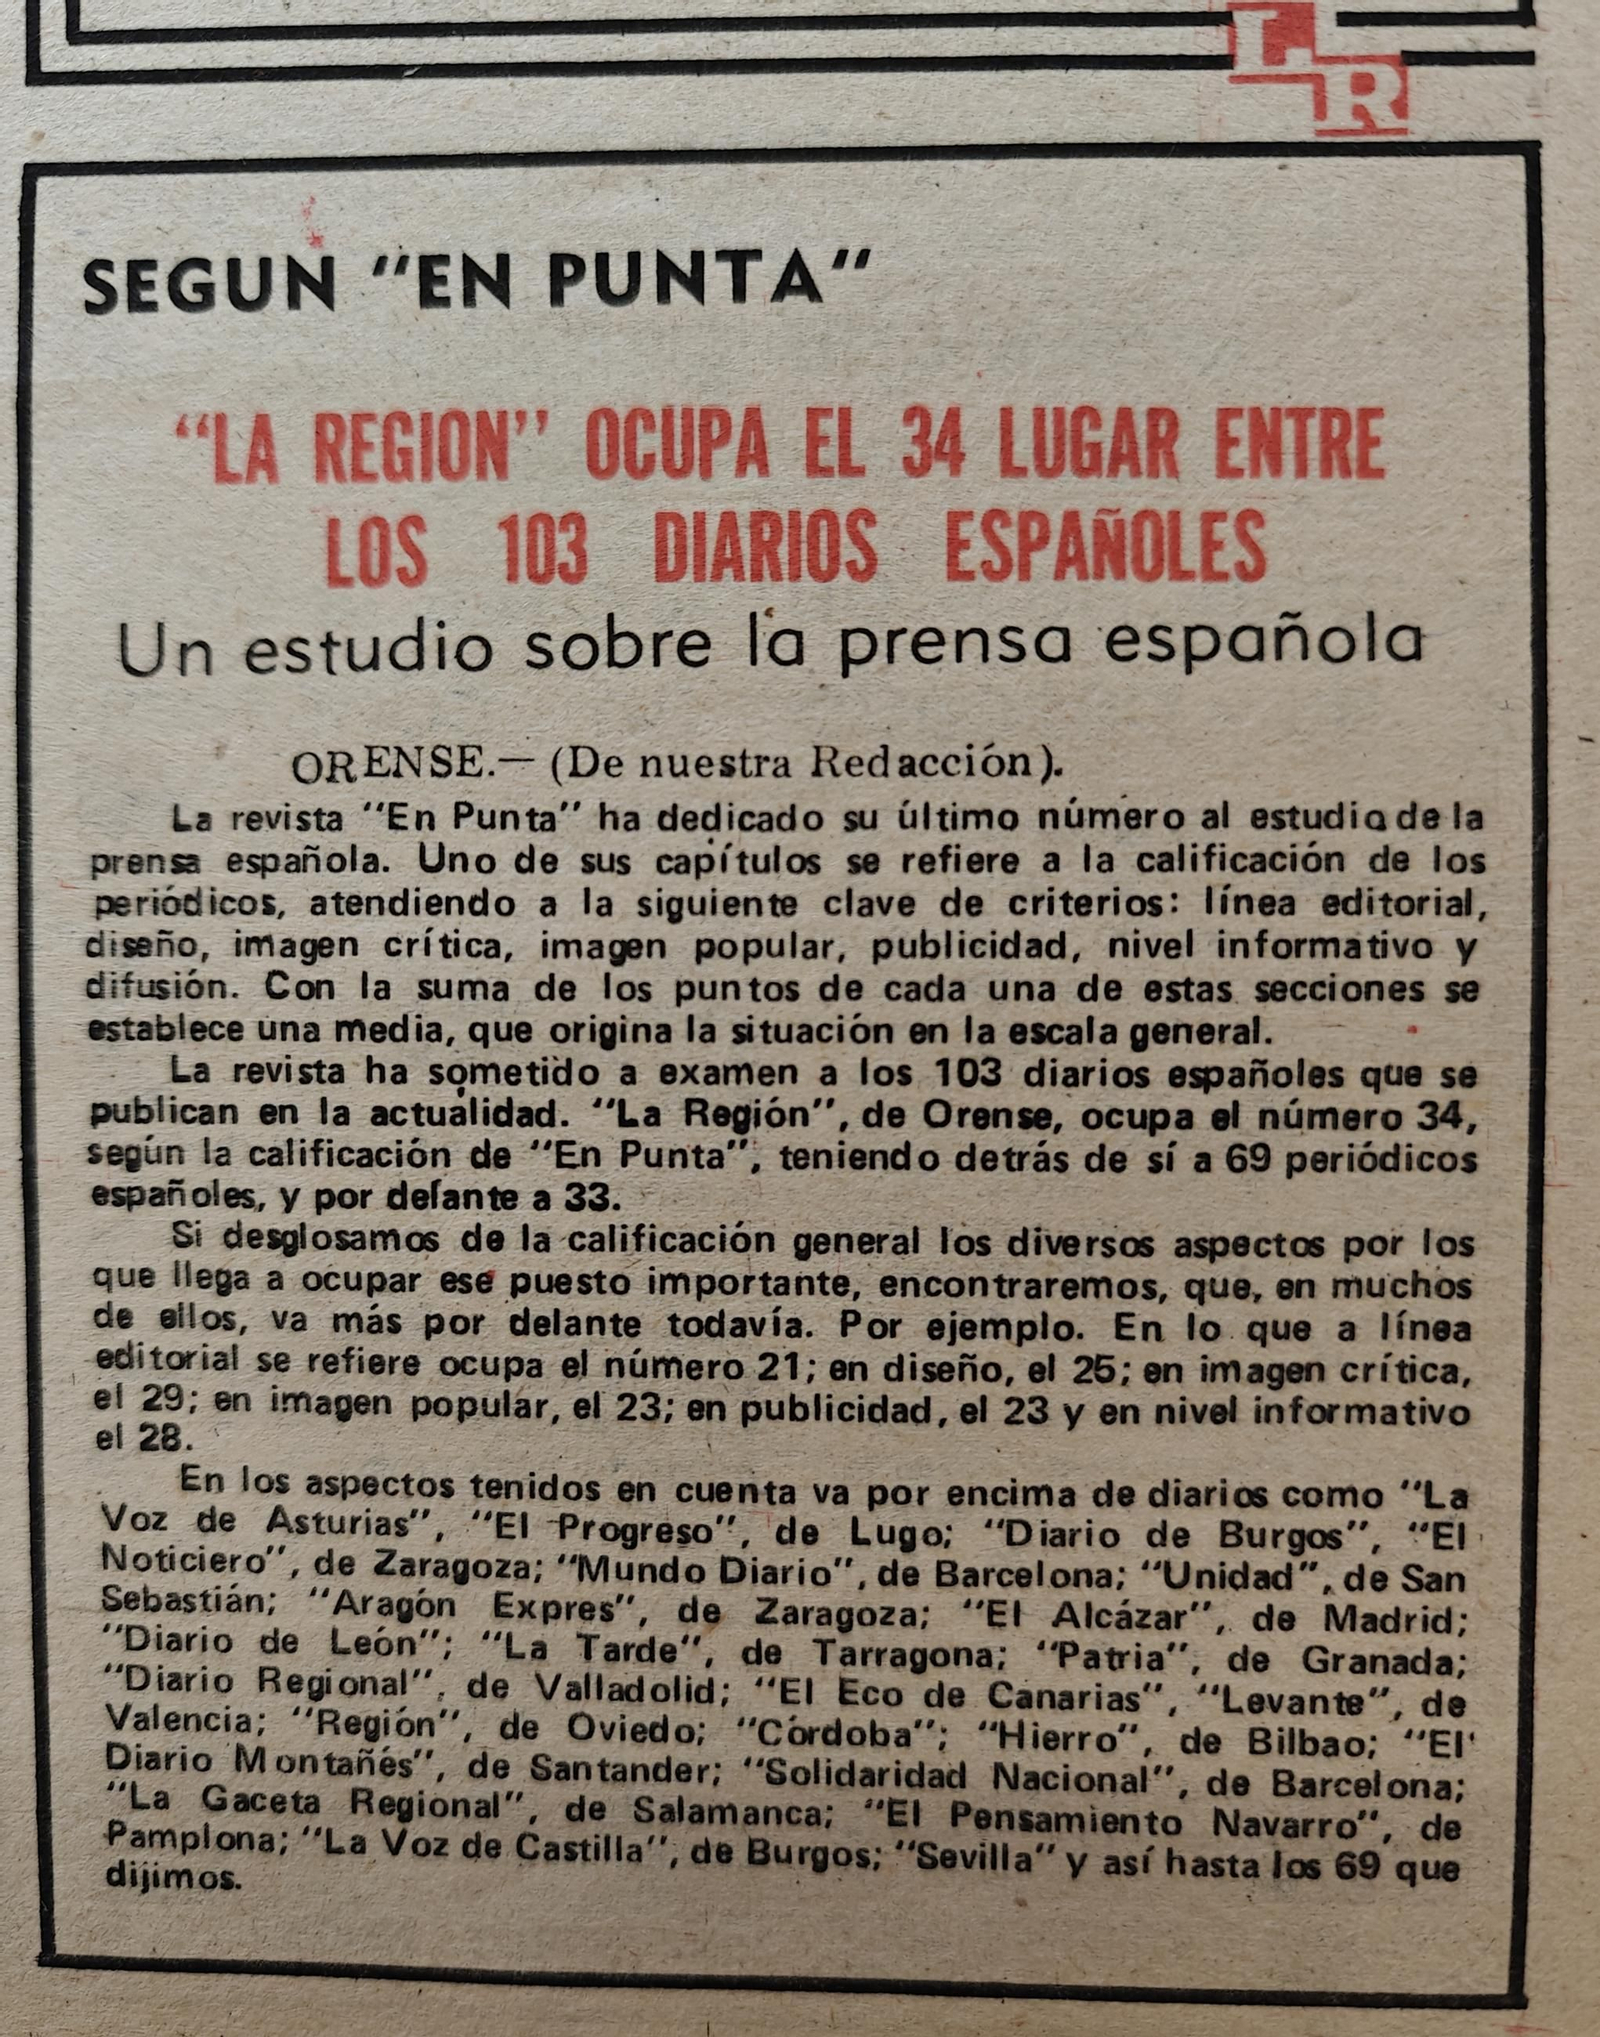 LR
SEGUN "EN PUNTA"
"LA REGION" OCUPA EL 34 LUGAR ENTRE
LOS 103 DIARIOS ESPAÑOLES
Un estudio sobre la prensa española
ORENSE.— (De nuestra Redacción).
La revista "En Punta" ha dedicado su último número al estudio de la
prensa española. Uno de sus capítulos se refiere a la calificación de los
periódicos, atendiendo a la siguiente clave de criterios: línea editorial,
diseño, imagen crítica, imagen popular, publicidad, nivel informativo y
difusión. Con la suma de los puntos de cada una de estas secciones se
establece una media, que origina la situación en la escala general.
La revista ha sometido a examen a los 103 diarios españoles que se
publican en la actualidad. "La Región", de Orense, ocupa el número 34,
según la calificación de "En Punta", teniendo detrás de sí a 69 periódicos
españoles, y por delante a 33.
Si desglosamos de la calificación general los diversos aspectos por los
que llega a ocupar ese puesto importante, encontraremos, que, en muchos
de ellos, va más por delante todavía. Por ejemplo. En lo que a línea
editorial se refiere ocupa el número 21; en diseño, el 25; en imagen crítica,
el 29; en imagen popular, el 23; en publicidad, el 23 y en nivel informativo
el 28.
En los aspectos tenidos en cuenta va por encima de diarios como "La
Voz de Asturias", "El Progreso", de Lugo; "Diario de Burgos", "El
Noticiero", de Zaragoza; "Mundo Diario", de Barcelona; "Unidad", de San
Sebastián; "Aragón Expres", de Zaragoza; "El Alcázar", de Madrid;
"Diario de León"; "La Tarde", de Tarragona; "Patria", de Granada;
"Diario Regional", de Valladolid; "El Eco de Canarias", "Levante", de
Valencia; "Región", de Oviedo; "Córdoba"; "Hierro", de Bilbao; "El
Diario Montañés", de Santander; "Solidaridad Nacional", de Barcelona;
"La Gaceta Regional", de Salamanca; "El Pensamiento Navarro", de
Pamplona; "La Voz de Castilla", de Burgos; "Sevilla" y así hasta los 69 que
dijimos.